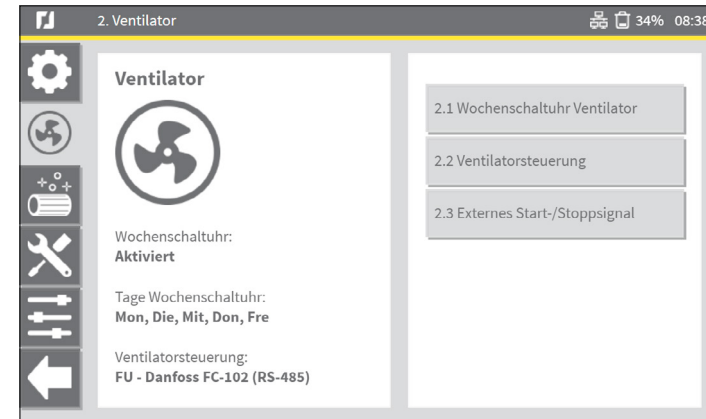 2. Ventilator
34% 08:38
Ventilator
Wochenschaltuhr:
Aktiviert
Tage Wochenschaltuhr:
Mon, Die, Mit, Don, Fre
Ventilatorsteuerung:
FU - Danfoss FC-102 (RS-485)
2.1 Wochenschaltuhr Ventilator
2.2 Ventilatorsteuerung
2.3 Externes Start-/Stoppsignal